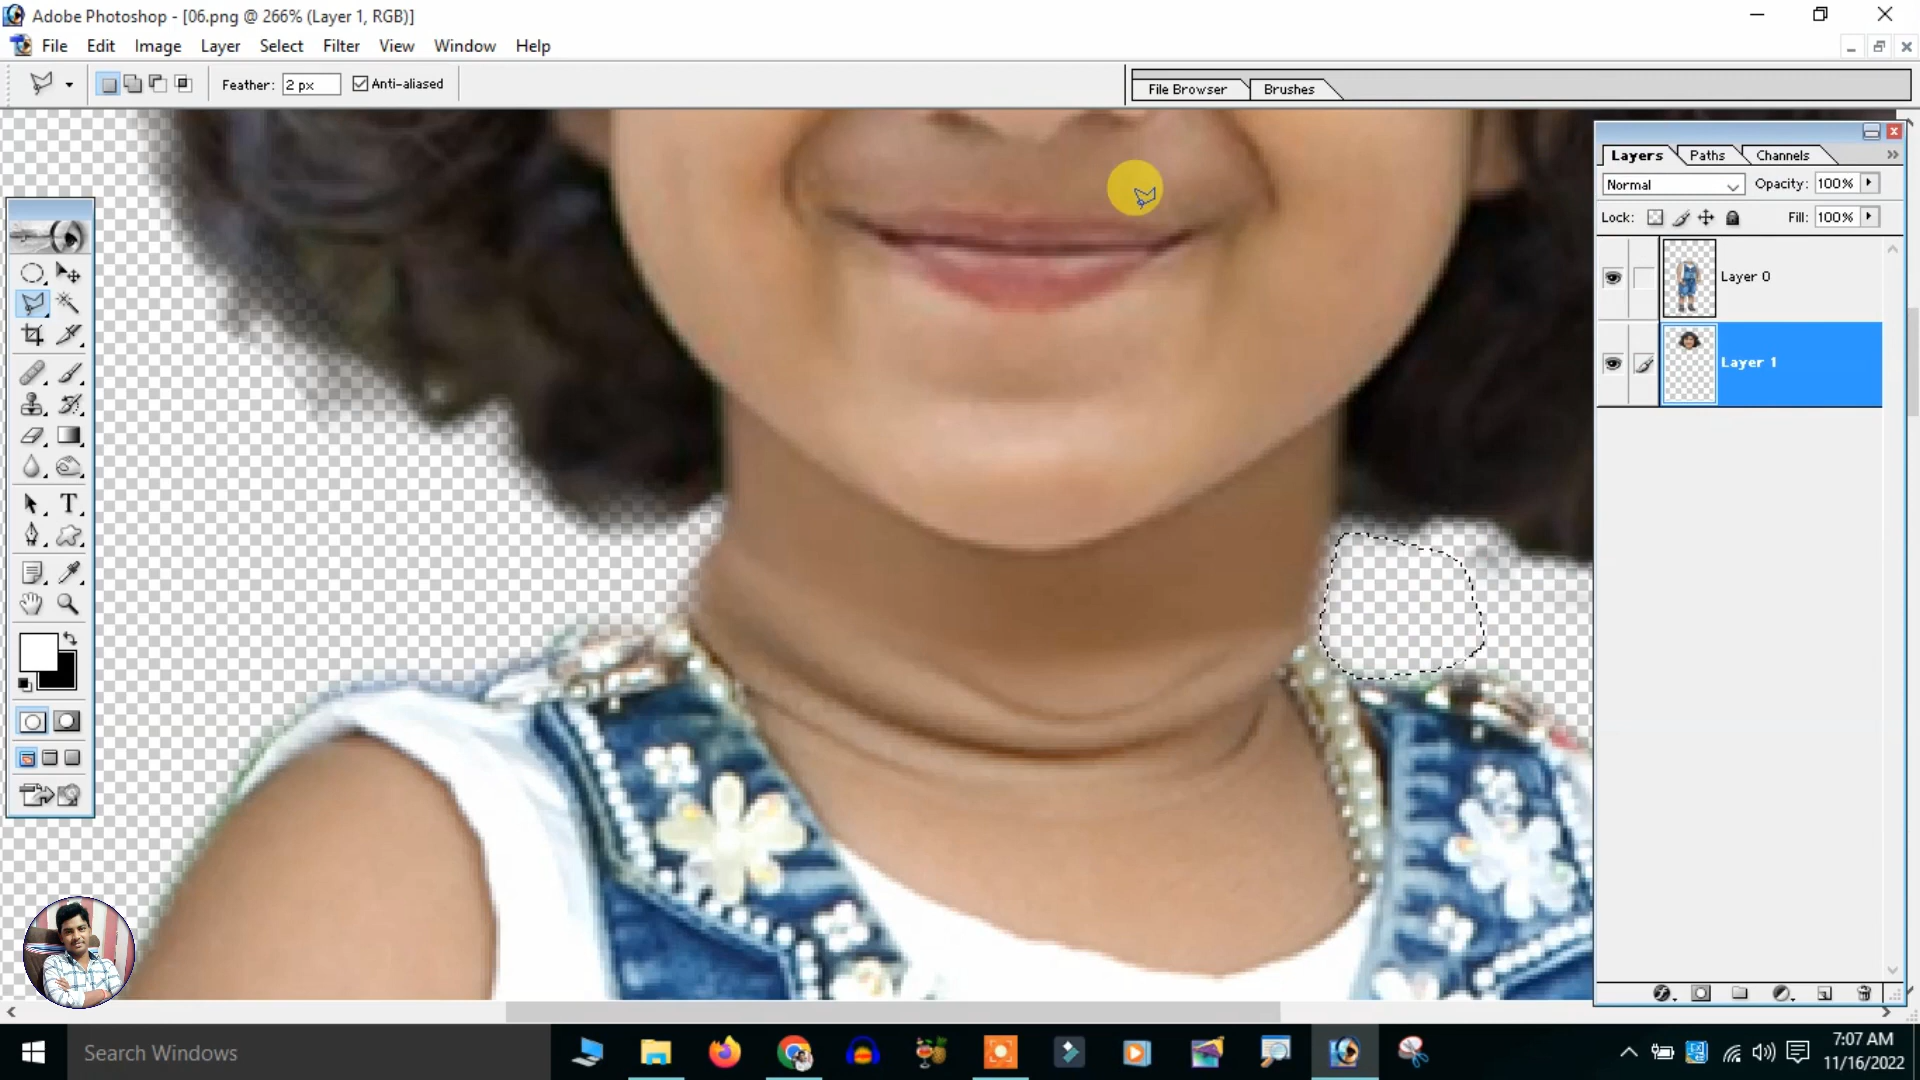 Adobe Photoshop - [06.png @ 266% (Layer 1, RGB)]
File Edit Image Layer Select Filter View Window Help
Feather: 2 px Anti-aliased File Browser Brushes
Layers Paths Channels
Normal Opacity: 100%
Lock: Fill: 100%
Layer 0
Layer 1
T
Search Windows
7:07 AM
11/16/2022